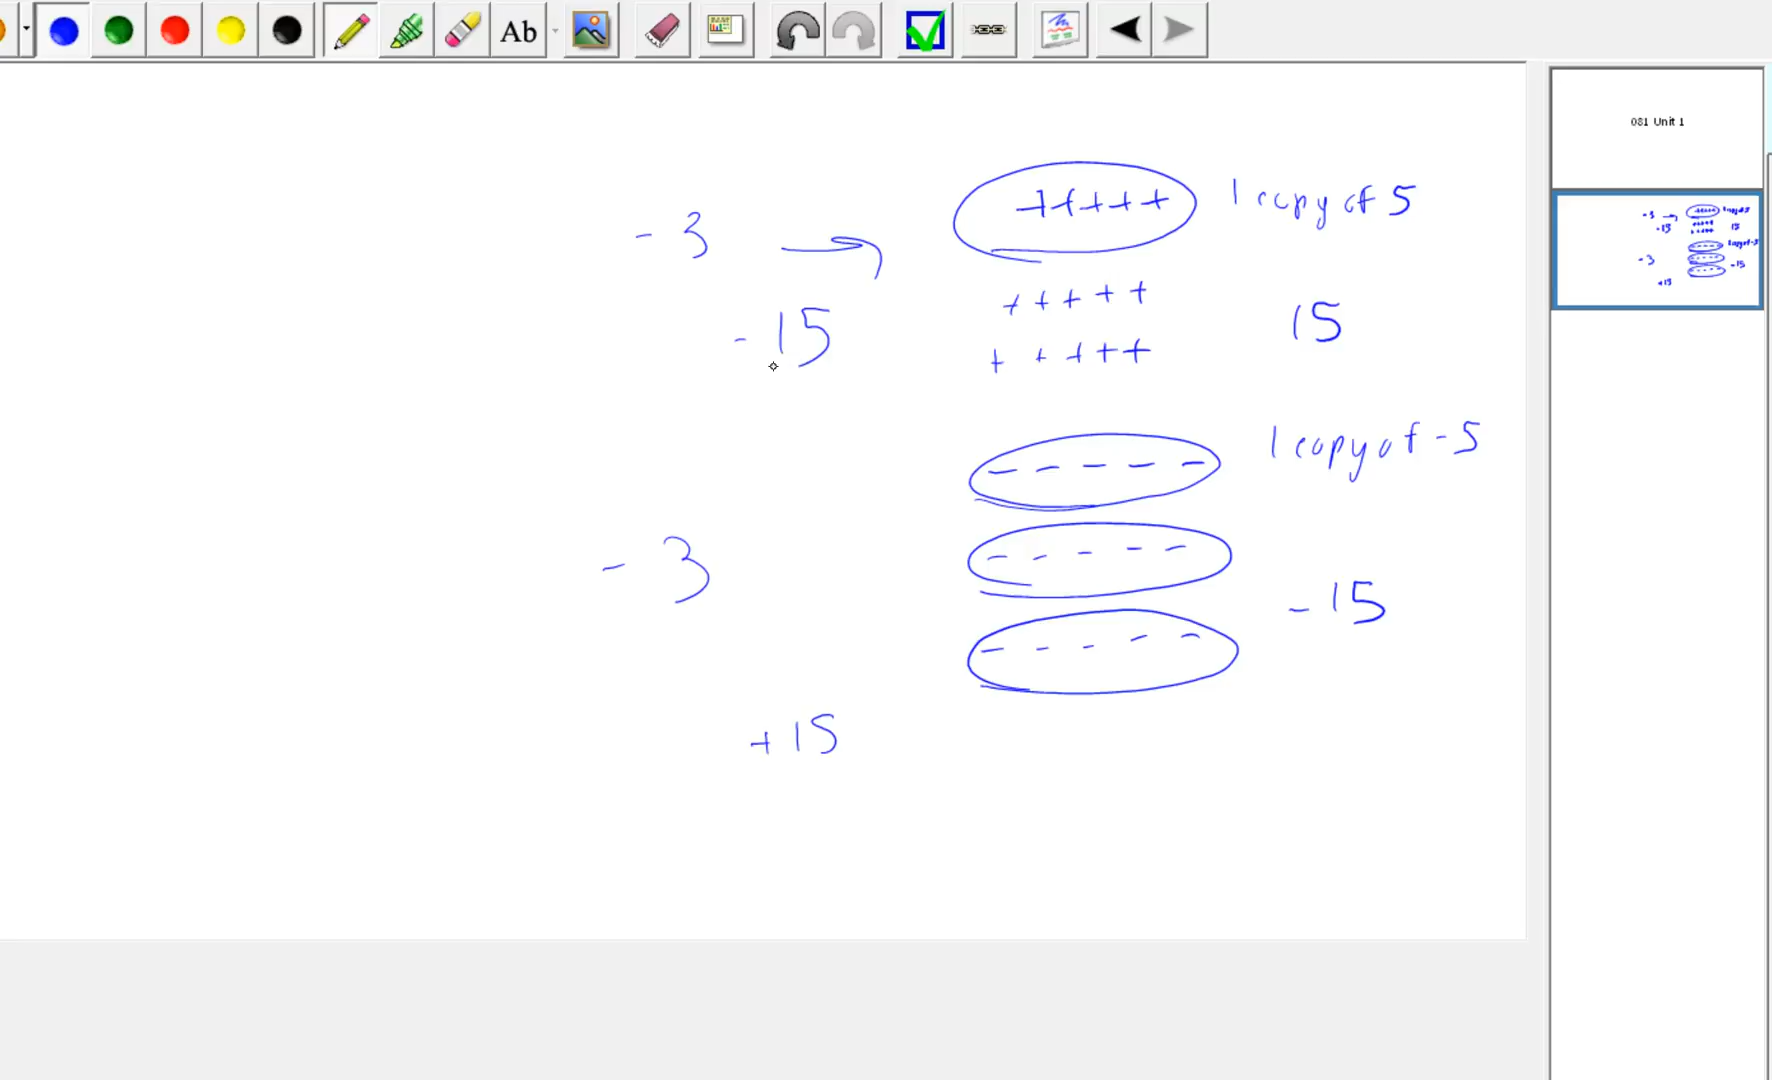 Ab
081 Unit 1
+++++ 1 copy of 5
- 3
+++++ 15
- 15
+++++
- - - - - 1 copy of -5
- 3 - - - - -
- 15
- - - - -
+15